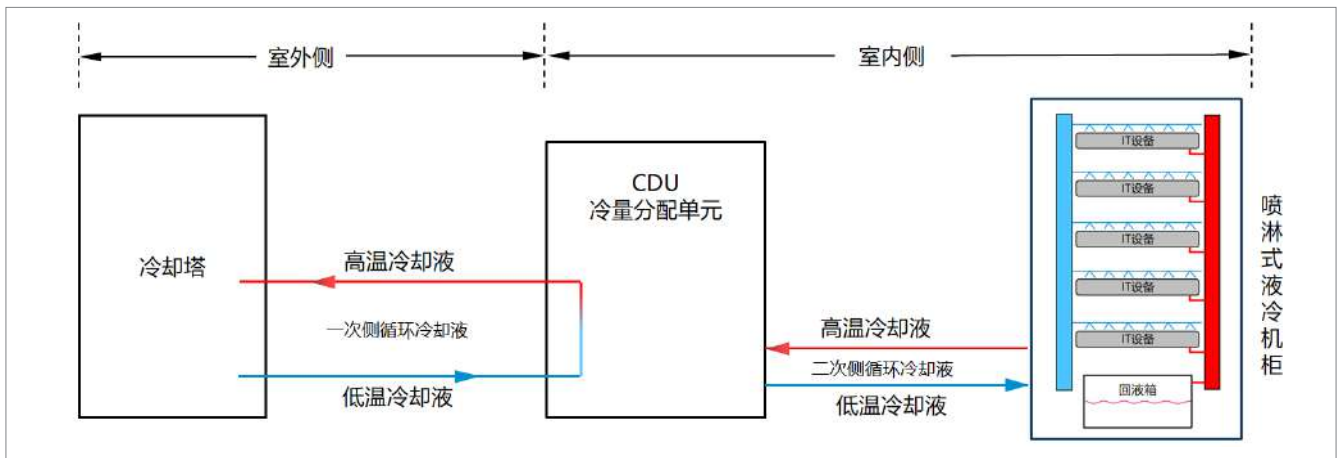 室外侧
室内侧
冷却塔
CDU
冷量分配单元
高温冷却液
一次侧循环冷却液
低温冷却液
高温冷却液
二次侧循环冷却液
低温冷却液
IT设备
IT设备
IT设备
IT设备
IT设备
回液箱
喷淋式液冷机柜